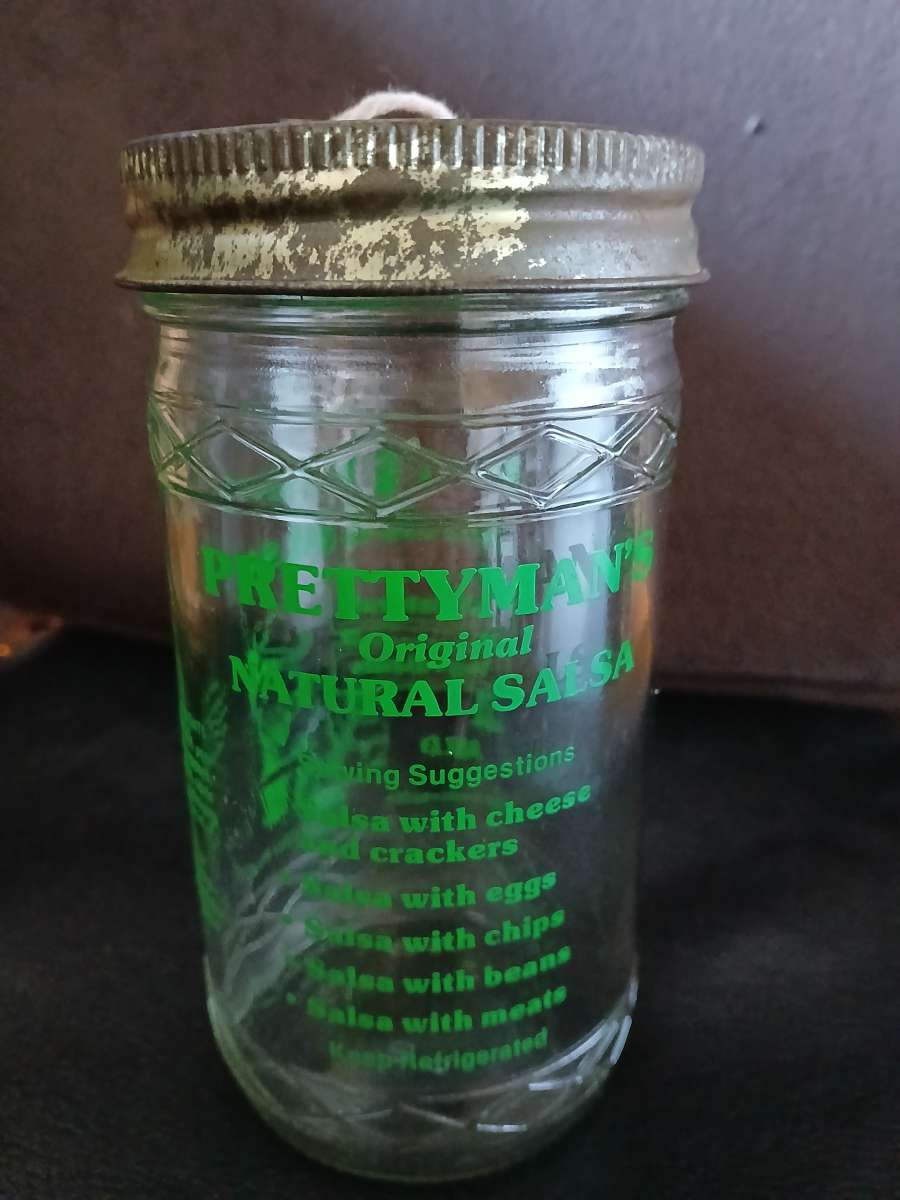 PRETTYMAN'S
Original
NATURAL SALSA
Serving Suggestions
• Salsa with cheese
and crackers
• Salsa with eggs
• Salsa with chips
• Salsa with beans
• Salsa with meats
Keep Refrigerated